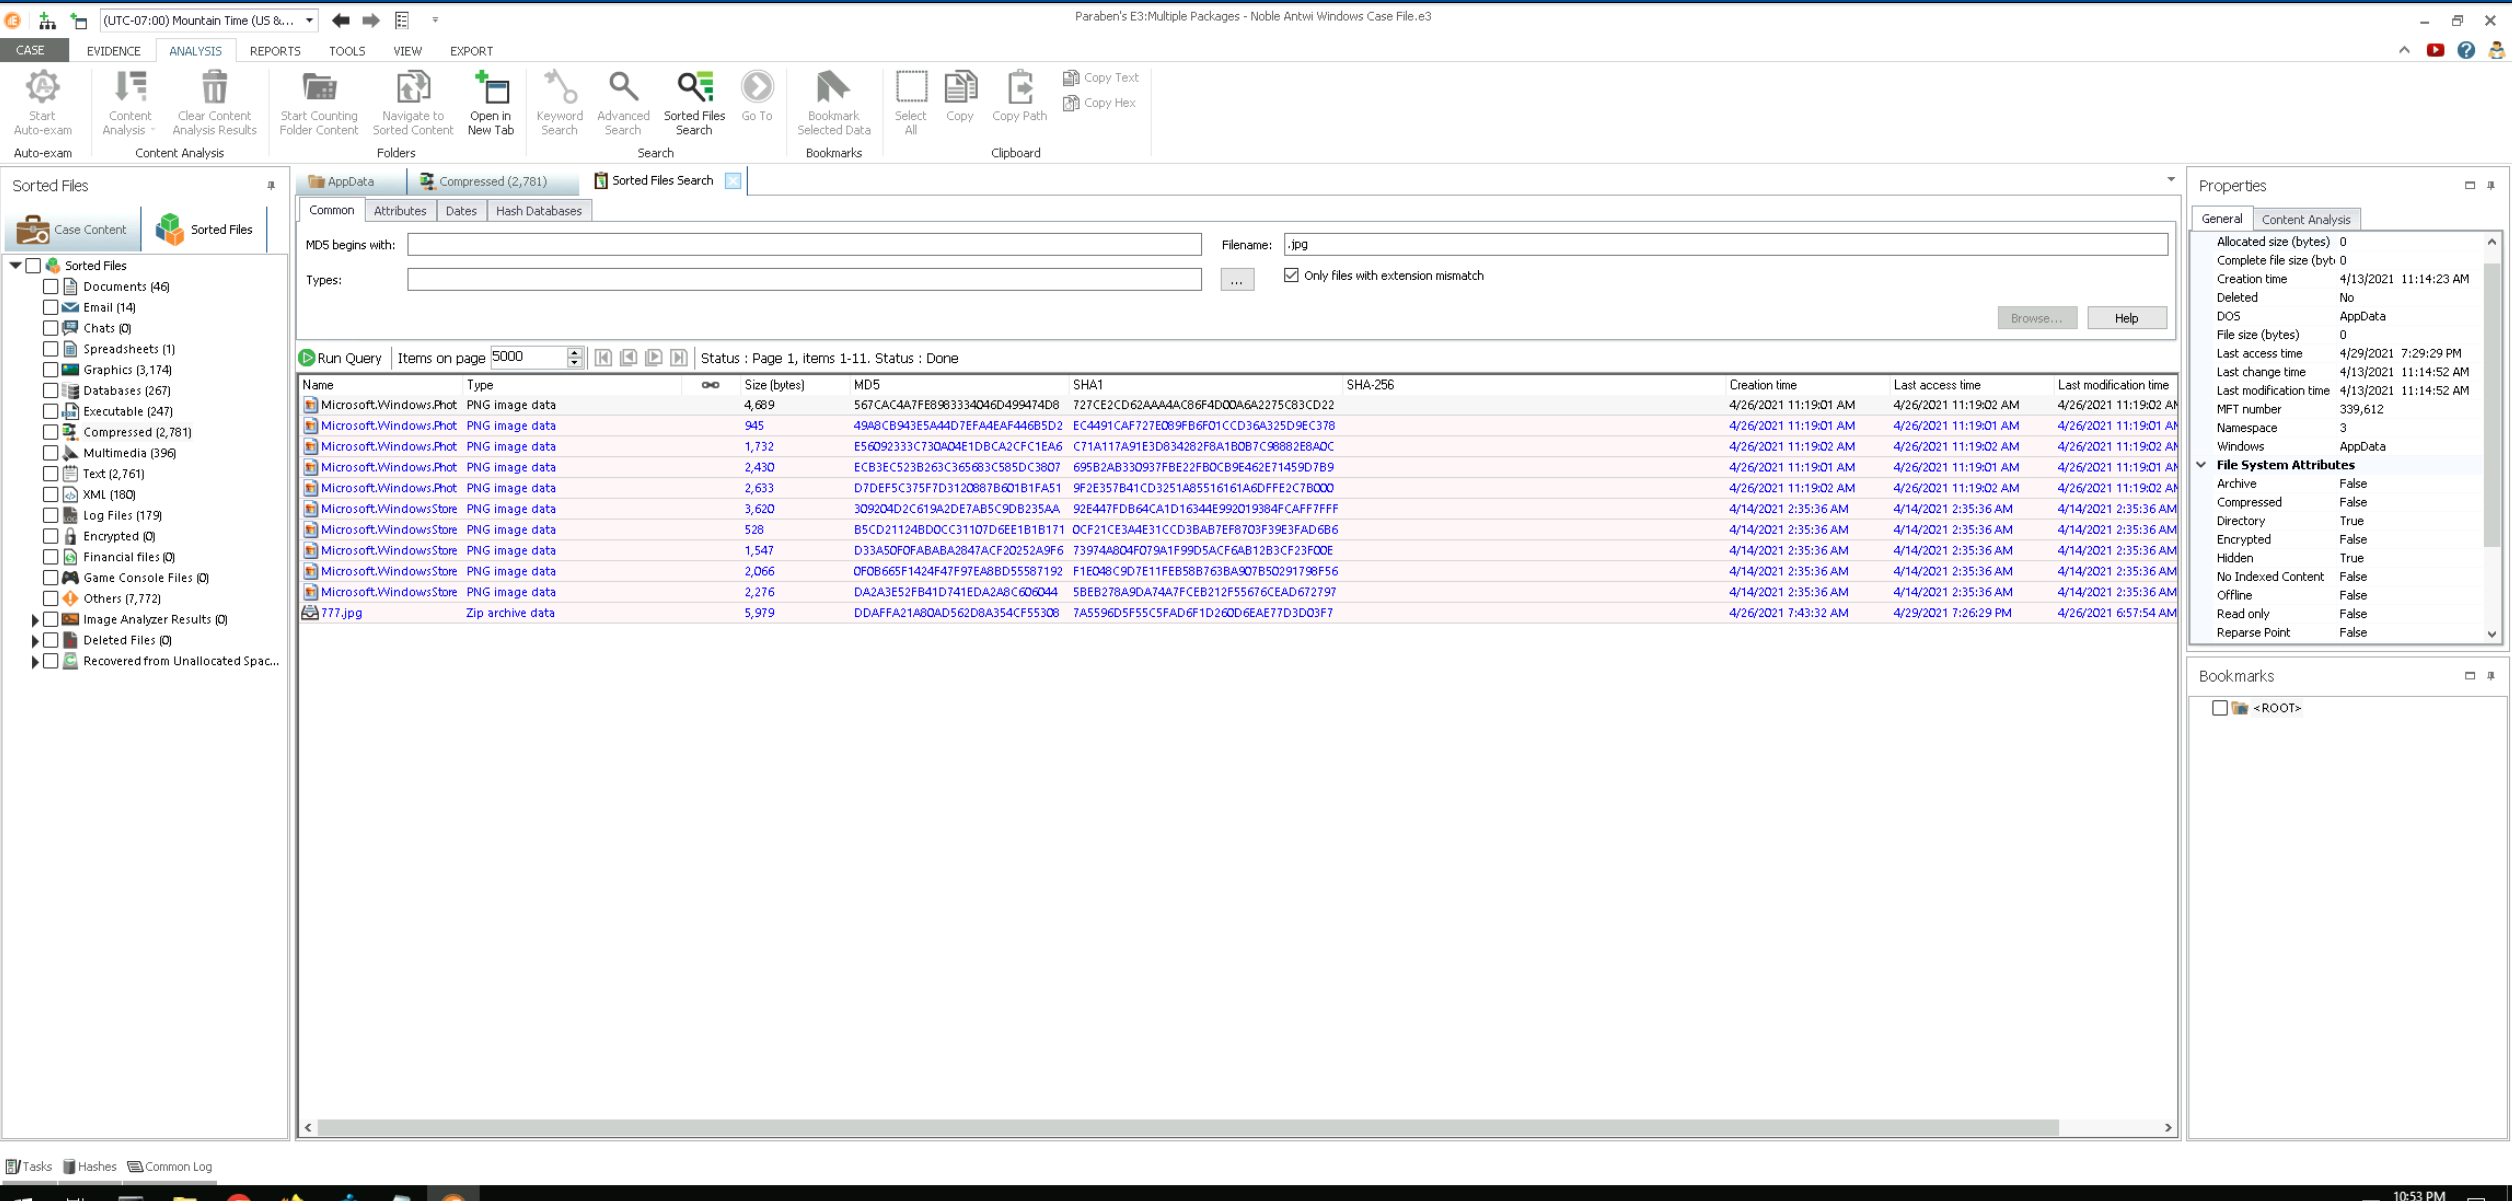 (UTC-07:00) Mountain Time (US &...
Paraben's E3:Multiple Packages - Noble Antwi Windows Case File.e3
CASE EVIDENCE ANALYSIS REPORTS TOOLS VIEW EXPORT
Start Auto-exam
Content Analysis
Clear Content Analysis Results
Start Counting Folder Content
Navigate to Sorted Content
Open in New Tab
Keyword Search
Advanced Search
Sorted Files Search
Go To
Bookmark Selected Data
Select All
Copy
Copy Path
Copy Text
Copy Hex
Auto-exam Content Analysis Folders Search Bookmarks Clipboard
Sorted Files
Case Content Sorted Files
Sorted Files
Documents (46)
Email (14)
Chats (0)
Spreadsheets (1)
Graphics (3,174)
Databases (267)
Executable (247)
Compressed (2,781)
Multimedia (396)
Text (2,761)
XML (180)
Log Files (179)
Encrypted (0)
Financial files (0)
Game Console Files (0)
Others (7,772)
Image Analyzer Results (0)
Deleted Files (0)
Recovered from Unallocated Spac...
AppData Compressed (2,781) Sorted Files Search
Common Attributes Dates Hash Databases
MD5 begins with: Filename: .jpg
Types: ... Only files with extension mismatch
Browse... Help
Run Query Items on page 5000 Status : Page 1, items 1-11. Status : Done
Name Type Size (bytes) MD5 SHA1 SHA-256 Creation time Last access time Last modification time
Microsoft.Windows.Phot PNG image data 4,689 567CAC4A7FE8983334046D499474D8 727CE2CD62AAA4AC86F4D00A6A2275C83CD22 4/26/2021 11:19:01 AM 4/26/2021 11:19:02 AM 4/26/2021 11:19:02 AM
Microsoft.Windows.Phot PNG image data 945 49A8CB943E5A44D7EFA4EAF446B5D2 EC4491CAF727E089FB6F01CCD36A325D9EC378 4/26/2021 11:19:01 AM 4/26/2021 11:19:01 AM 4/26/2021 11:19:01 AM
Microsoft.Windows.Phot PNG image data 1,732 E56092333C730A04E1DBCA2CFC1EA6 C71A117A91E3D834282F8A1B0B7C98882E8A0C 4/26/2021 11:19:02 AM 4/26/2021 11:19:02 AM 4/26/2021 11:19:02 AM
Microsoft.Windows.Phot PNG image data 2,430 ECB3EC523B263C365683C585DC3807 695B2AB330937FBE22FB0CB9E462E71459D7B9 4/26/2021 11:19:01 AM 4/26/2021 11:19:01 AM 4/26/2021 11:19:01 AM
Microsoft.Windows.Phot PNG image data 2,633 D7DEF5C375F7D3120887B601B1FA51 9F2E357B41CD3251A85516161A6DFFE2C7B000 4/26/2021 11:19:02 AM 4/26/2021 11:19:02 AM 4/26/2021 11:19:02 AM
Microsoft.WindowsStore PNG image data 3,620 309204D2C619A2DE7AB5C9DB235AA 92E447FDB64CA1D16344E992019384FCAFF7FFF 4/14/2021 2:35:36 AM 4/14/2021 2:35:36 AM 4/14/2021 2:35:36 AM
Microsoft.WindowsStore PNG image data 528 B5CD21124BD0CC31107D6EE1B1B171 0CF21CE3A4E31CCD3BAB7EF8703F39E3FAD6B6 4/14/2021 2:35:36 AM 4/14/2021 2:35:36 AM 4/14/2021 2:35:36 AM
Microsoft.WindowsStore PNG image data 1,547 D33A50F0FABABA2847ACF20252A9F6 73974A804F079A1F99D5ACF6AB12B3CF23F00E 4/14/2021 2:35:36 AM 4/14/2021 2:35:36 AM 4/14/2021 2:35:36 AM
Microsoft.WindowsStore PNG image data 2,066 0F0B665F1424F47F97EA8BD55587192 F1E048C9D7E11FEB58B763BA907B50291798F56 4/14/2021 2:35:36 AM 4/14/2021 2:35:36 AM 4/14/2021 2:35:36 AM
Microsoft.WindowsStore PNG image data 2,276 DA2A3E52FB41D741EDA2A8C606044 5BEB278A9DA74A7FCEB212F55676CEAD672797 4/14/2021 2:35:36 AM 4/14/2021 2:35:36 AM 4/14/2021 2:35:36 AM
777.jpg Zip archive data 5,979 DDAFFA21A80AD562D8A354CF55308 7A5596D5F55C5FAD6F1D260D6EAE77D3D03F7 4/26/2021 7:43:32 AM 4/29/2021 7:26:29 PM 4/26/2021 6:57:54 AM
Properties
General Content Analysis
Allocated size (bytes) 0
Complete file size (byt 0
Creation time 4/13/2021 11:14:23 AM
Deleted No
DOS AppData
File size (bytes) 0
Last access time 4/29/2021 7:29:29 PM
Last change time 4/13/2021 11:14:52 AM
Last modification time 4/13/2021 11:14:52 AM
MFT number 339,612
Namespace 3
Windows AppData
File System Attributes
Archive False
Compressed False
Directory True
Encrypted False
Hidden True
No Indexed Content False
Offline False
Read only False
Reparse Point False
Bookmarks
<ROOT>
Tasks Hashes Common Log
10:53 PM